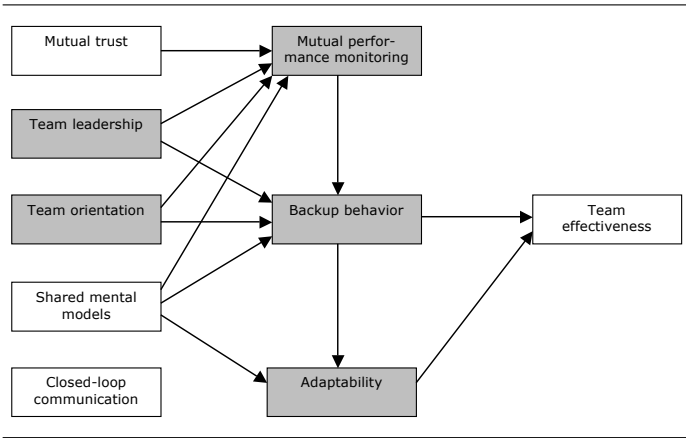 Mutual trust
Mutual perfor-
mance monitoring
Team leadership
Team orientation
Backup behavior
Team
effectiveness
Shared mental
models
Closed-loop
communication
Adaptability